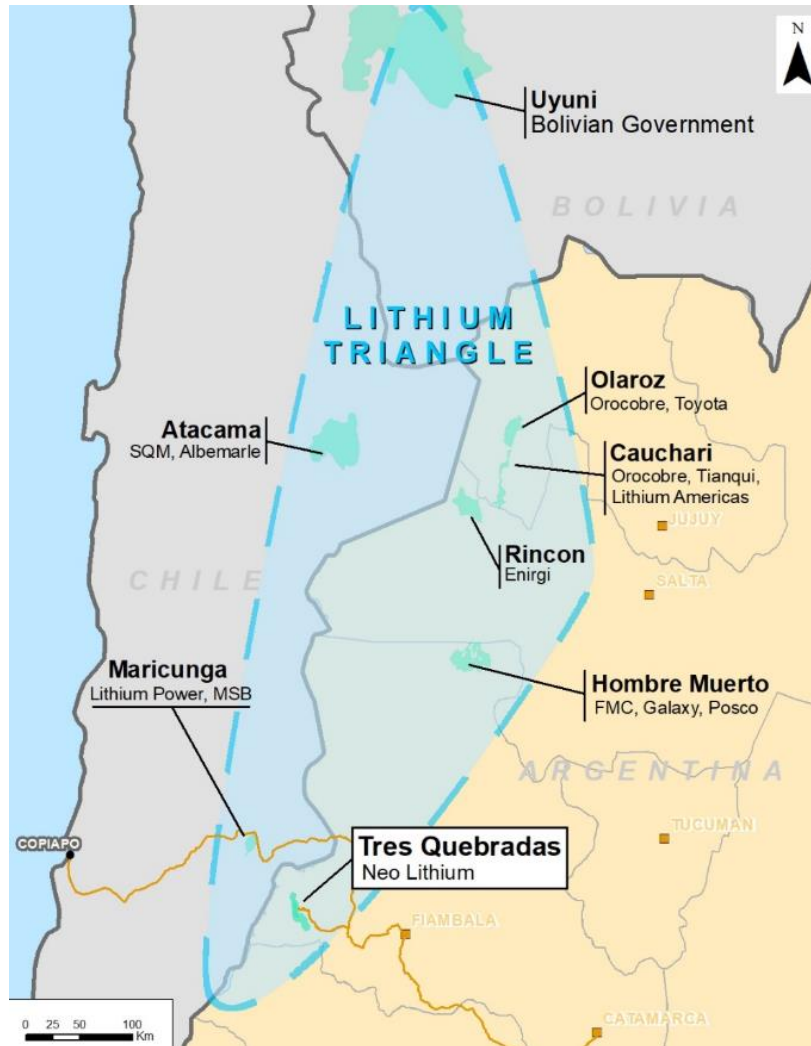 N
Uyuni
Bolivian Government
BOLIVIA
LITHIUM
TRIANGLE
Olaroz
Orocobre, Toyota
Atacama
SQM, Albemarle
Cauchari
Orocobre, Tianqui,
Lithium Americas
JUJUY
Rincon
Enirgi
CHILE
SALTA
Maricunga
Lithium Power, MSB
Hombre Muerto
FMC, Galaxy, Posco
ARGENTINA
TUCUMAN
COPIAPO
Tres Quebradas
Neo Lithium
FIAMBALA
CATAMARCA
0 25 50 100
Km